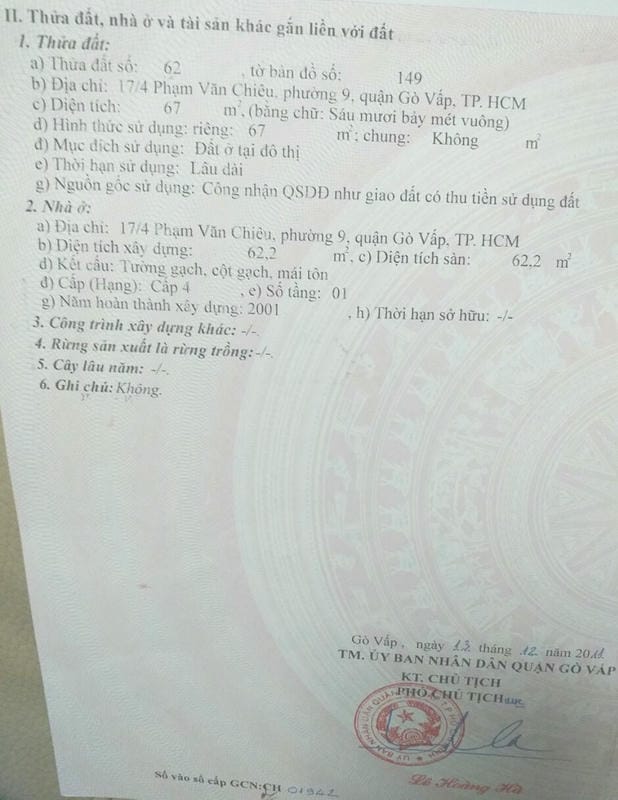 II. Thửa đất, nhà ở và tài sản khác gắn liền với đất
1. Thửa đất:
a) Thửa đất số: 62 , tờ bản đồ số: 149
b) Địa chỉ: 17/4 Phạm Văn Chiêu, phường 9, quận Gò Vấp, TP. HCM
c) Diện tích: 67 m², (bằng chữ: Sáu mươi bảy mét vuông)
d) Hình thức sử dụng: riêng: 67 m²; chung: Không m²
đ) Mục đích sử dụng: Đất ở tại đô thị
e) Thời hạn sử dụng: Lâu dài
g) Nguồn gốc sử dụng: Công nhận QSDĐ như giao đất có thu tiền sử dụng đất
2. Nhà ở:
a) Địa chỉ: 17/4 Phạm Văn Chiêu, phường 9, quận Gò Vấp, TP. HCM
b) Diện tích xây dựng: 62,2 m², c) Diện tích sàn: 62,2 m²
d) Kết cấu: Tường gạch, cột gạch, mái tôn
đ) Cấp (Hạng): Cấp 4 , e) Số tầng: 01
g) Năm hoàn thành xây dựng: 2001 , h) Thời hạn sở hữu: -/-
3. Công trình xây dựng khác: -/-.
4. Rừng sản xuất là rừng trồng: -/-.
5. Cây lâu năm: -/-.
6. Ghi chú: Không.
Gò Vấp , ngày 13 tháng 12 năm 2011
TM. ỦY BAN NHÂN DÂN QUẬN GÒ VẤP
KT. CHỦ TỊCH
PHÓ CHỦ TỊCH
Lê Hoàng Hà
Số vào sổ cấp GCN: CH 01942